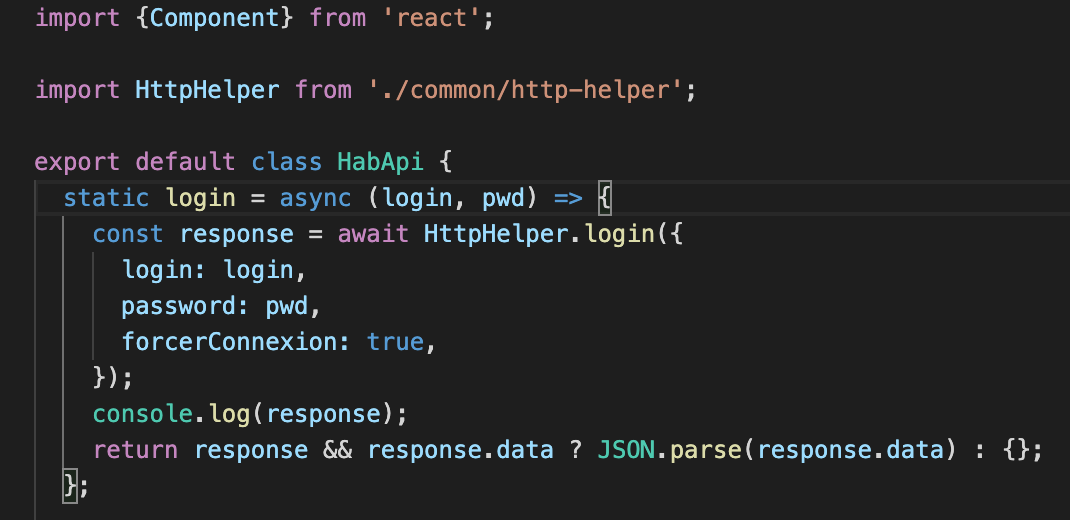 import {Component} from 'react';
import HttpHelper from './common/http-helper';
export default class HabApi {
static login = async (login, pwd) => {
const response = await HttpHelper.login({
login: login,
password: pwd,
forcerConnexion: true,
});
console.log(response);
return response && response.data ? JSON.parse(response.data) : {};
};